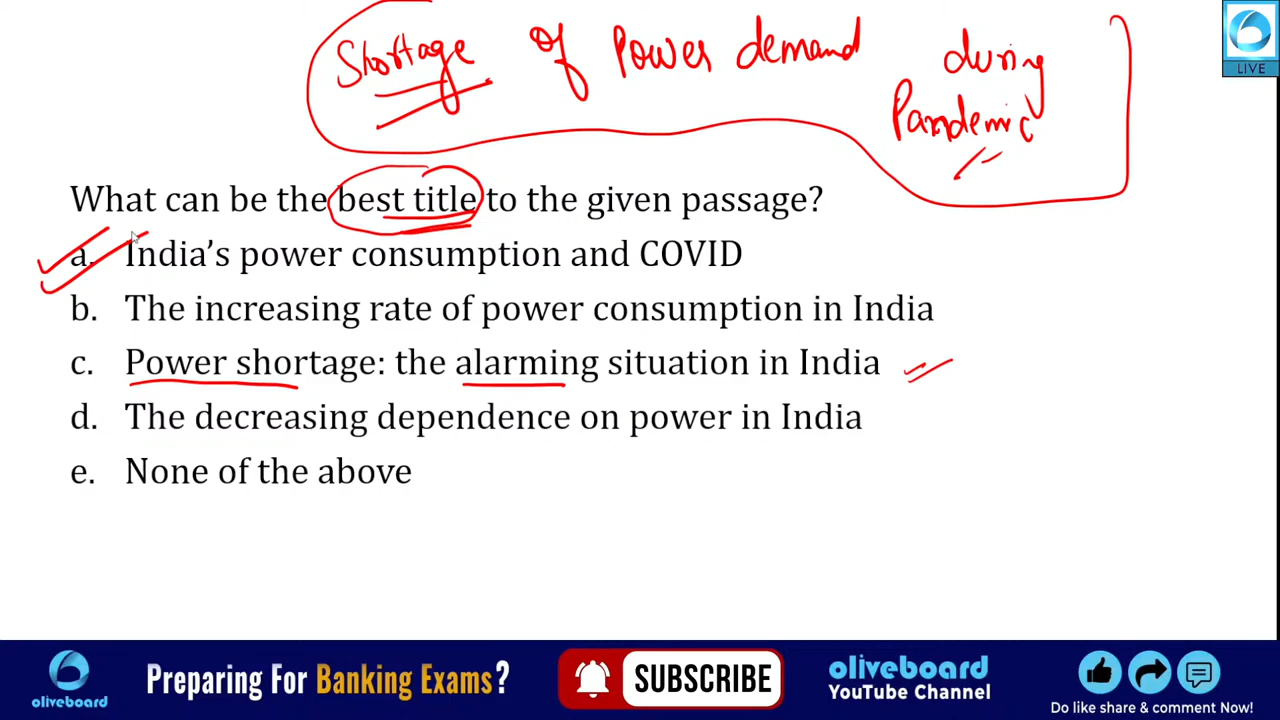 Shortage of Power demand during
Pandemic
LIVE
What can be the best title to the given passage?
a. India’s power consumption and COVID
b. The increasing rate of power consumption in India
c. Power shortage: the alarming situation in India
d. The decreasing dependence on power in India
e. None of the above
oliveboard
Preparing For Banking Exams?
SUBSCRIBE
oliveboard
YouTube Channel
Do like share & comment Now!